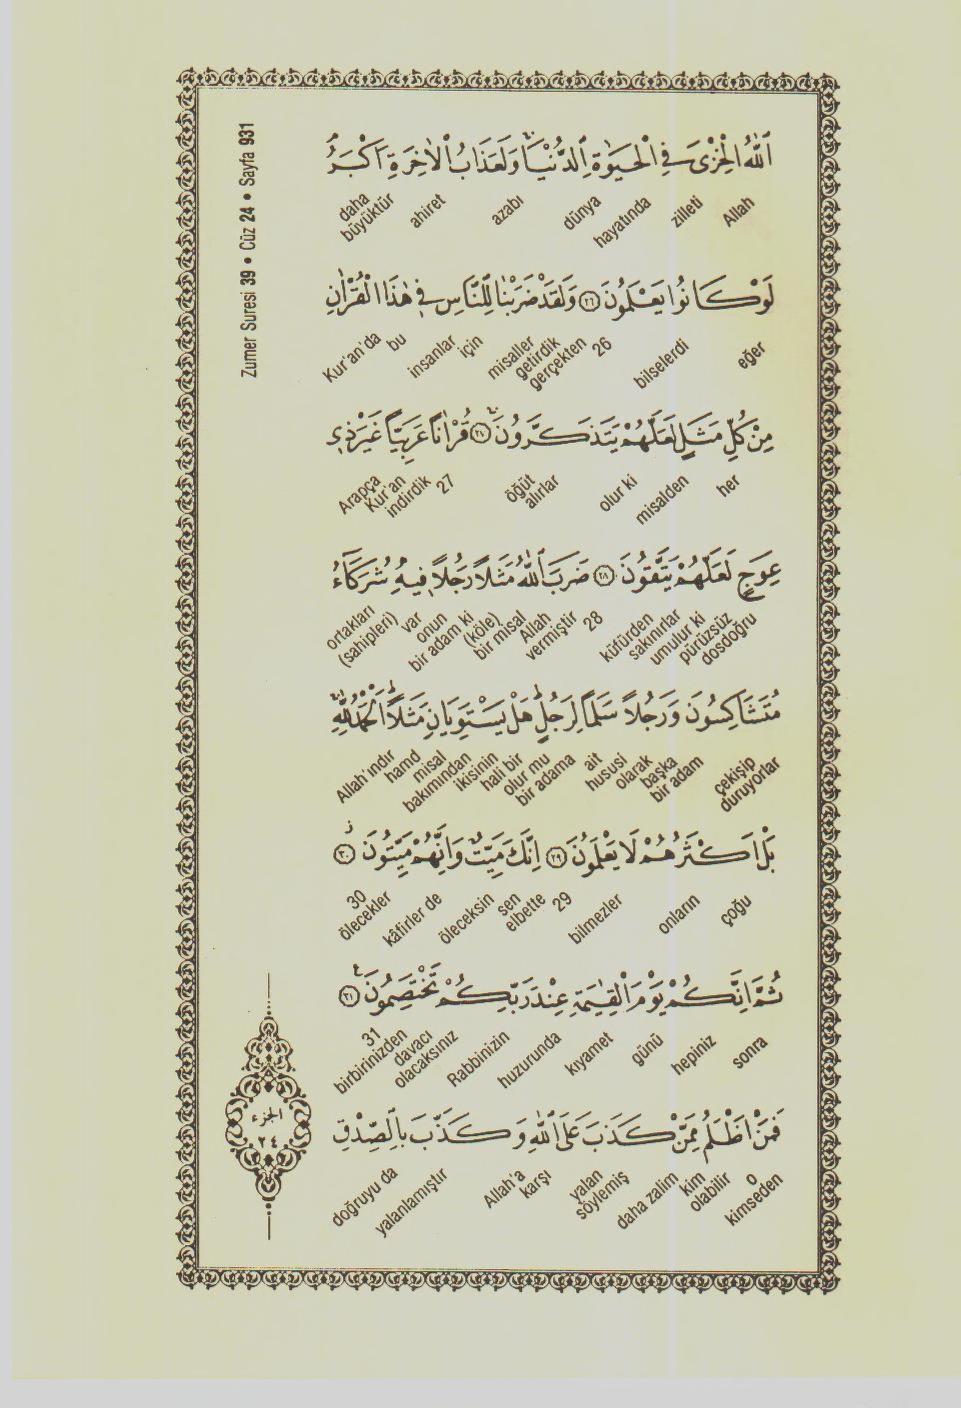 Zumer Suresi 39 • Cüz 24 • Sayfa 931
اَللّٰهُ الْخِزْيَ فِي الْحَيٰوةِ الدُّنْيَاۚ وَلَعَذَابُ الْاٰخِرَةِ اَكْبَرُۢ
Allah zilleti hayatında dünya azabı ahiret daha büyüktür
لَوْ كَانُوا يَعْلَمُونَ ﴿٢٦﴾ وَلَقَدْ ضَرَبْنَا لِلنَّاسِ فِي هٰذَا الْقُرْاٰنِ
eğer bilselerdi 26 gerçekten getirdik misaller için insanlar bu Kur'an'da
مِنْ كُلِّ مَثَلٍ لَعَلَّهُمْ يَتَذَكَّرُونَۚ ﴿٢٧﴾ قُرْاٰنًا عَرَبِيًّا غَيْرَ ذِي
her misalden olur ki öğüt alırlar 27 indirdik Kur'an Arapça
عِوَجٍ لَعَلَّهُمْ يَتَّقُونَ ﴿٢٨﴾ ضَرَبَ اللّٰهُ مَثَلًا رَجُلًا فِيهِ شُرَكَٓاءُ
dosdoğru pürüzsüz umulur ki sakınırlar küfürden 28 vermiştir Allah bir misal (köle) bir adam ki onun var (sahipleri) ortakları
مُتَشَاكِسُونَ وَرَجُلًا سَلَمًا لِرَجُلٍۜ هَلْ يَسْتَوِيَانِ مَثَلًاۜ اَلْحَمْدُ لِلّٰهِۚ
çekişip duruyorlar bir adam başka olarak hususi ait bir adama olur mu hali bir ikisinin bakımından misal hamd Allah'ındır
بَلْ اَكْثَرُهُمْ لَا يَعْلَمُونَ ﴿٢٩﴾ اِنَّكَ مَيِّتٌ وَاِنَّهُمْ مَيِّتُونَۘ ﴿٣٠﴾
çoğu onların bilmezler 29 elbette sen öleceksin kâfirler de ölecekler 30
ثُمَّ اِنَّكُمْ يَوْمَ الْقِيٰمَةِ عِنْدَ رَبِّكُمْ تَخْتَصِمُونَ۟ ﴿٣١﴾
sonra hepiniz günü kıyamet huzurunda Rabbinizin olacaksınız davacı birbirinizden 31
فَمَنْ اَظْلَمُ مِمَّنْ كَذَبَ عَلَى اللّٰهِ وَكَذَّبَ بِالصِّدْقِ
kimseden o olabilir kim daha zalim söylemiş yalan karşı Allah'a yalanlamıştır doğruyu da
الجزء
٢٤